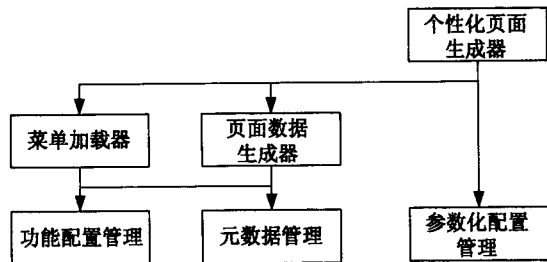 个性化页面
生成器
菜单加载器
页面数据
生成器
功能配置管理
元数据管理
参数化配置
管理